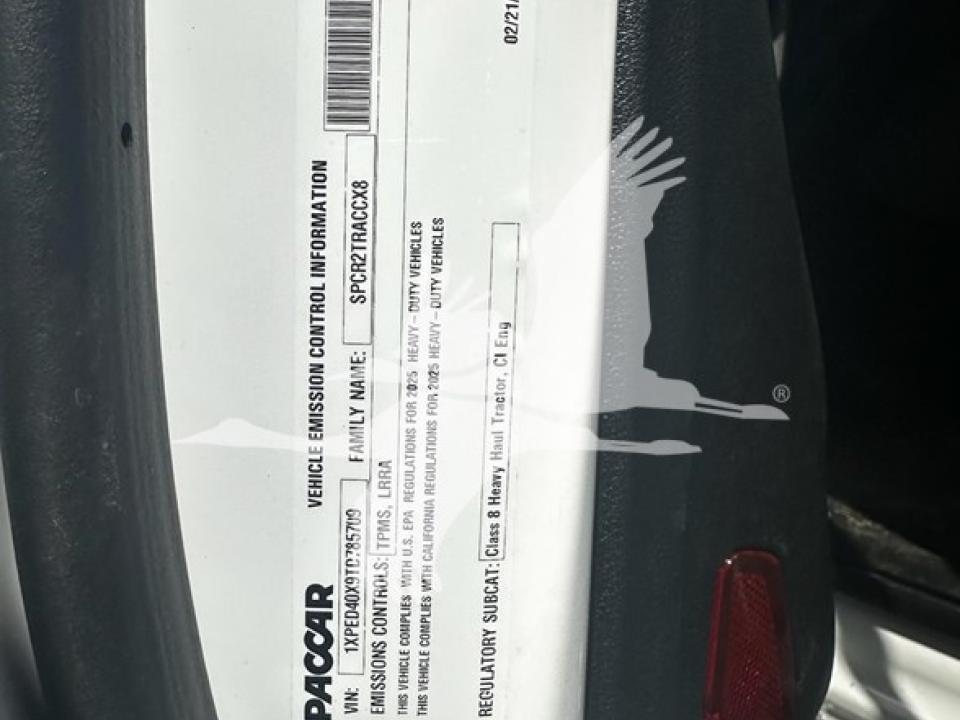 PACCAR VEHICLE EMISSION CONTROL INFORMATION
VIN: 1XPED40X9TD785709 FAMILY NAME: SPCR2TRACCX8
EMISSIONS CONTROLS: TPMS, LRRA
THIS VEHICLE COMPLIES WITH U.S. EPA REGULATIONS FOR 2025 HEAVY – DUTY VEHICLES
THIS VEHICLE COMPLIES WITH CALIFORNIA REGULATIONS FOR 2025 HEAVY – DUTY VEHICLES
REGULATORY SUBCAT: Class 8 Heavy Haul Tractor, CI Eng
02/21/
®